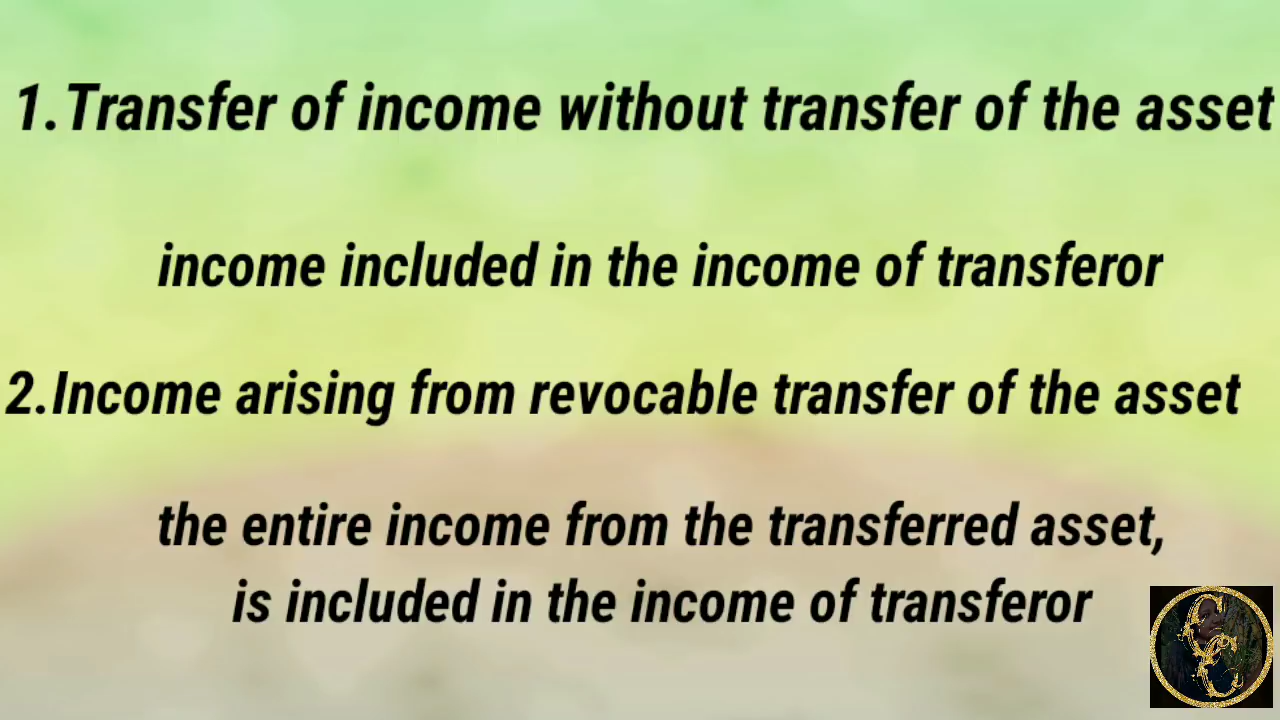 1.Transfer of income without transfer of the asset
income included in the income of transferor
2.Income arising from revocable transfer of the asset
the entire income from the transferred asset,
is included in the income of transferor